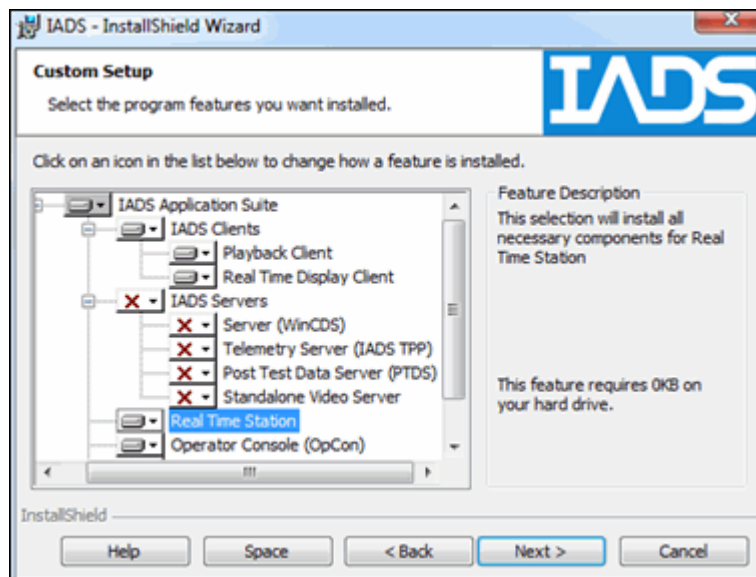 IADS - InstallShield Wizard
Custom Setup
Select the program features you want installed.
IADS
Click on an icon in the list below to change how a feature is installed.
IADS Application Suite
IADS Clients
Playback Client
Real Time Display Client
IADS Servers
Server (WinCDS)
Telemetry Server (IADS TPP)
Post Test Data Server (PTDS)
Standalone Video Server
Real Time Station
Operator Console (OpCon)
Feature Description
This selection will install all
necessary components for Real
Time Station
This feature requires 0KB on
your hard drive.
InstallShield
Help
Space
< Back
Next >
Cancel